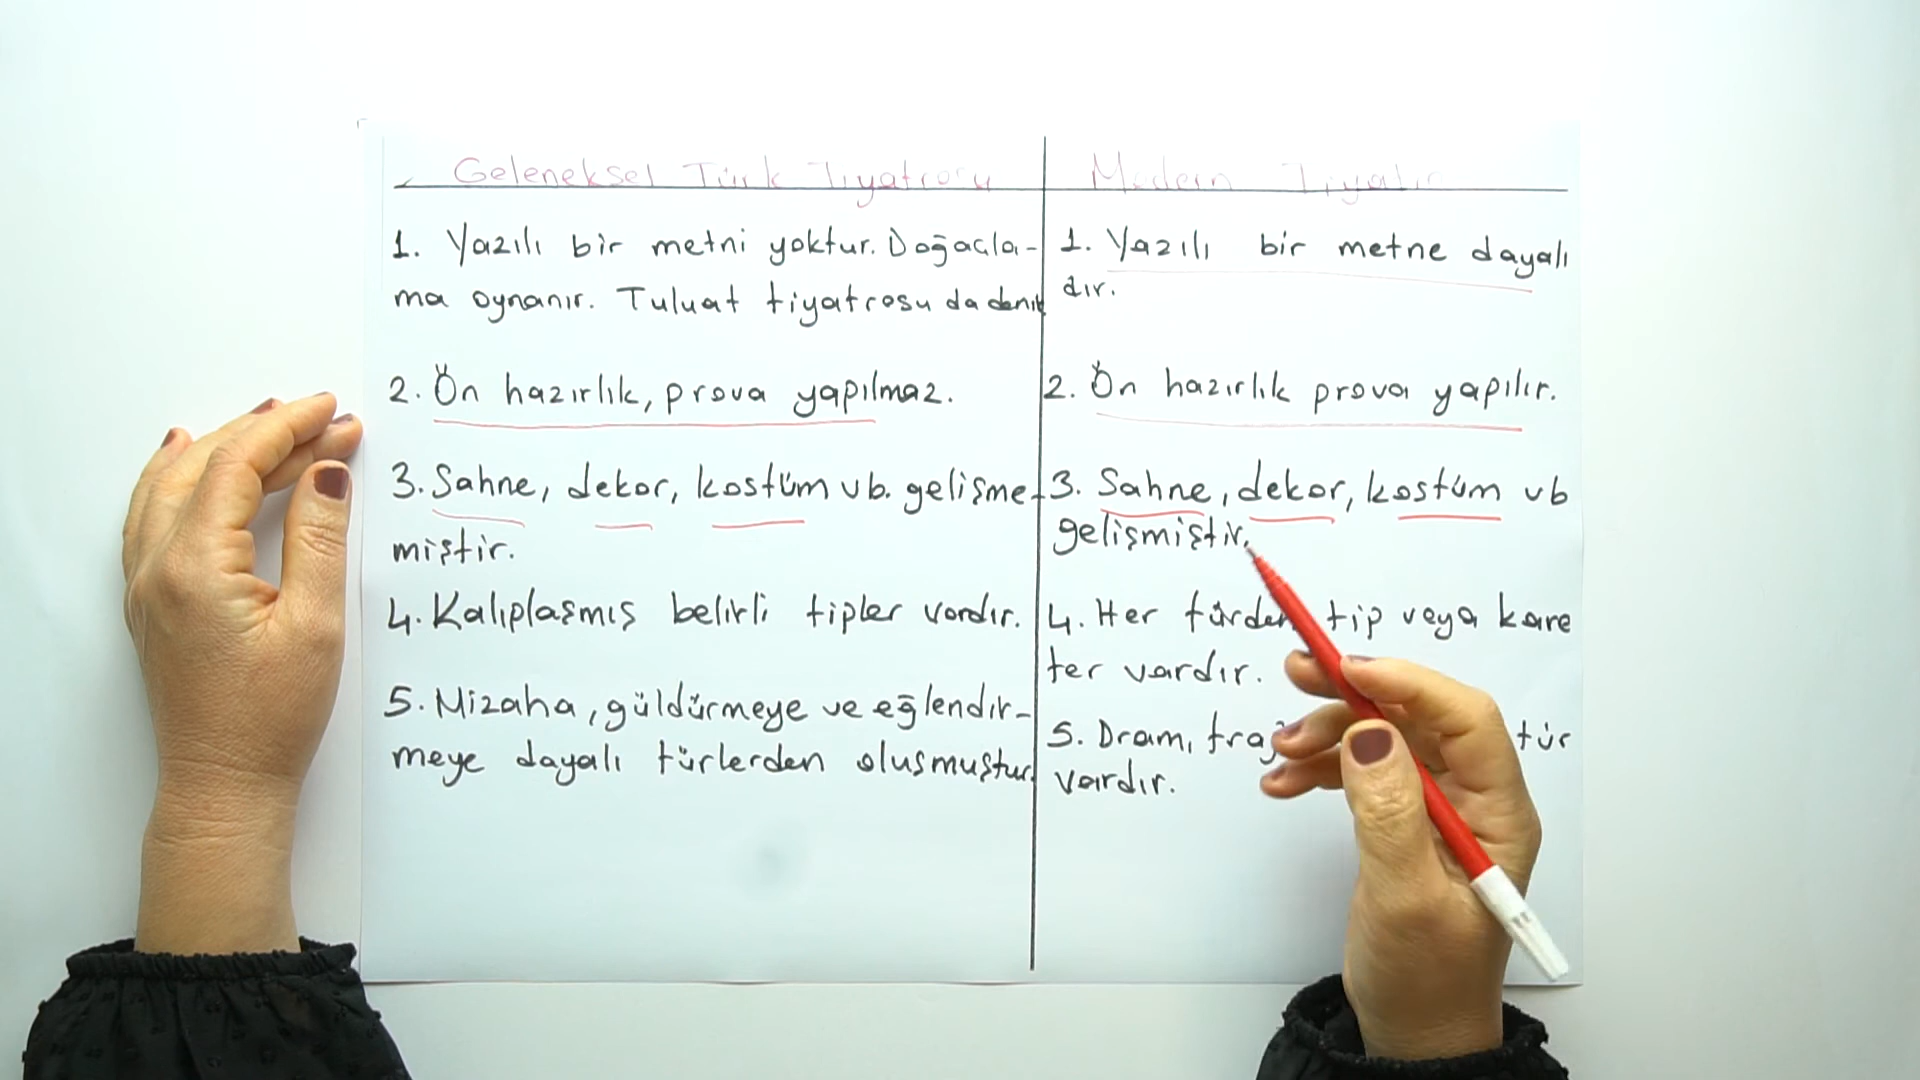 Geleneksel Türk Tiyatrosu
1. Yazılı bir metni yoktur. Doğaçla-
ma oynanır. Tuluat tiyatrosu da denir
2. Ön hazırlık, prova yapılmaz.
3. Sahne, dekor, kostüm vb. gelişme-
miştir.
4. Kalıplaşmış belirli tipler vardır.
5. Mizaha, güldürmeye ve eğlendir-
meye dayalı türlerden oluşmuştur.
Modern Tiyatro
1. Yazılı bir metne dayalı
dır.
2. Ön hazırlık prova yapılır.
3. Sahne, dekor, kostüm vb
gelişmiştir.
4. Her türden tip veya kare
ter vardır.
5. Dram, tür
vardır.